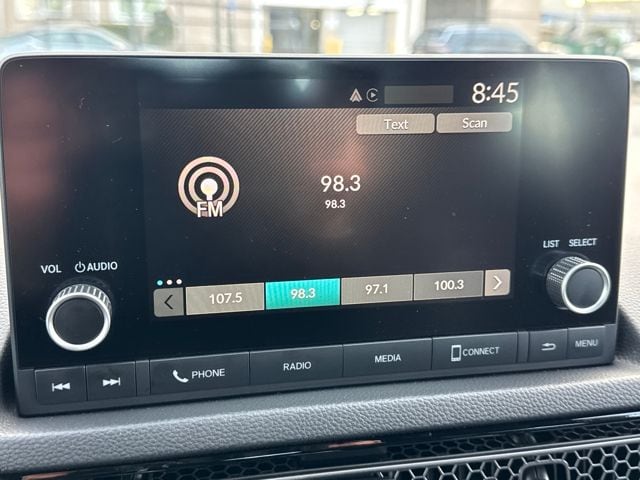 8:45
Text Scan
98.3
98.3
FM
VOL AUDIO
LIST SELECT
107.5 98.3 97.1 100.3
PHONE RADIO MEDIA CONNECT MENU